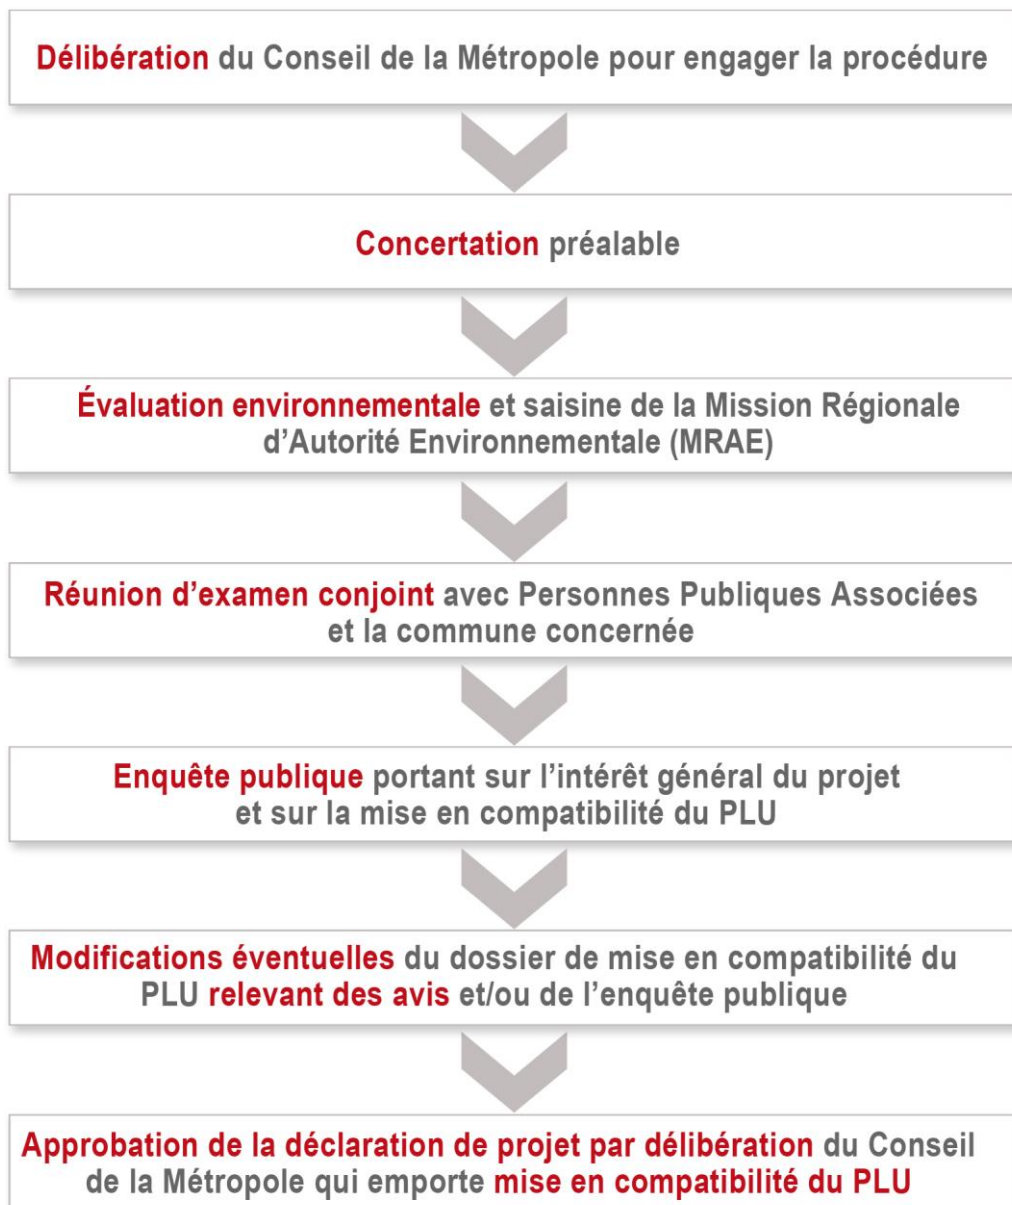 Délibération du Conseil de la Métropole pour engager la procédure
Concertation préalable
Évaluation environnementale et saisine de la Mission Régionale
d’Autorité Environnementale (MRAE)
Réunion d’examen conjoint avec Personnes Publiques Associées
et la commune concernée
Enquête publique portant sur l’intérêt général du projet
et sur la mise en compatibilité du PLU
Modifications éventuelles du dossier de mise en compatibilité du
PLU relevant des avis et/ou de l’enquête publique
Approbation de la déclaration de projet par délibération du Conseil
de la Métropole qui emporte mise en compatibilité du PLU